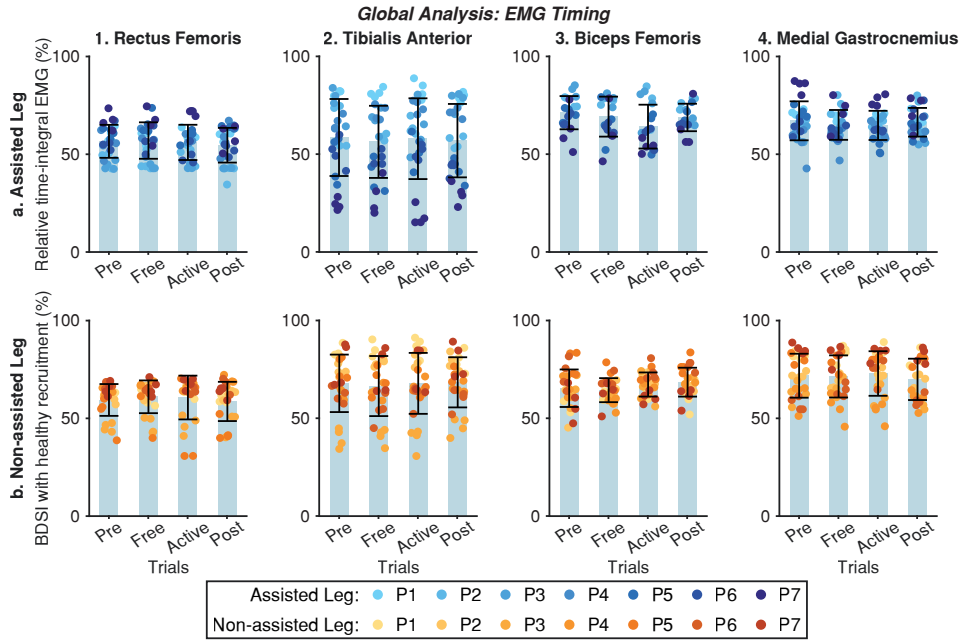 Global Analysis: EMG Timing
1. Rectus Femoris
2. Tibialis Anterior
3. Biceps Femoris
4. Medial Gastrocnemius
a. Assisted Leg
Relative time-integral EMG (%)
100
50
0
Pre Free Active Post
100
50
0
Pre Free Active Post
100
50
0
Pre Free Active Post
100
50
0
Pre Free Active Post
b. Non-assisted Leg
BDSI with healthy recruitment (%)
100
50
0
Pre Free Active Post
Trials
100
50
0
Pre Free Active Post
Trials
100
50
0
Pre Free Active Post
Trials
100
50
0
Pre Free Active Post
Trials
Assisted Leg: P1 P2 P3 P4 P5 P6 P7
Non-assisted Leg: P1 P2 P3 P4 P5 P6 P7